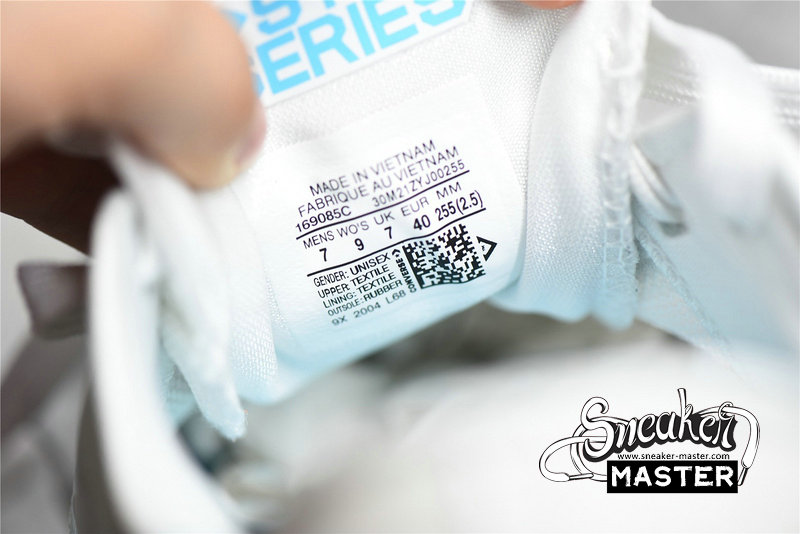 SERIES
MADE IN VIETNAM
FABRIQUE AU VIETNAM
169085C 30M21ZYJ00255
MENS WO'S UK EUR MM
7 9 7 40 255(2.5)
GENDER: UNISEX
UPPER: TEXTILE
LINING: TEXTILE
OUTSOLE: RUBBER
9X 2004 L68
CONVERSE
Sneaker
www.sneaker-master.com
MASTER